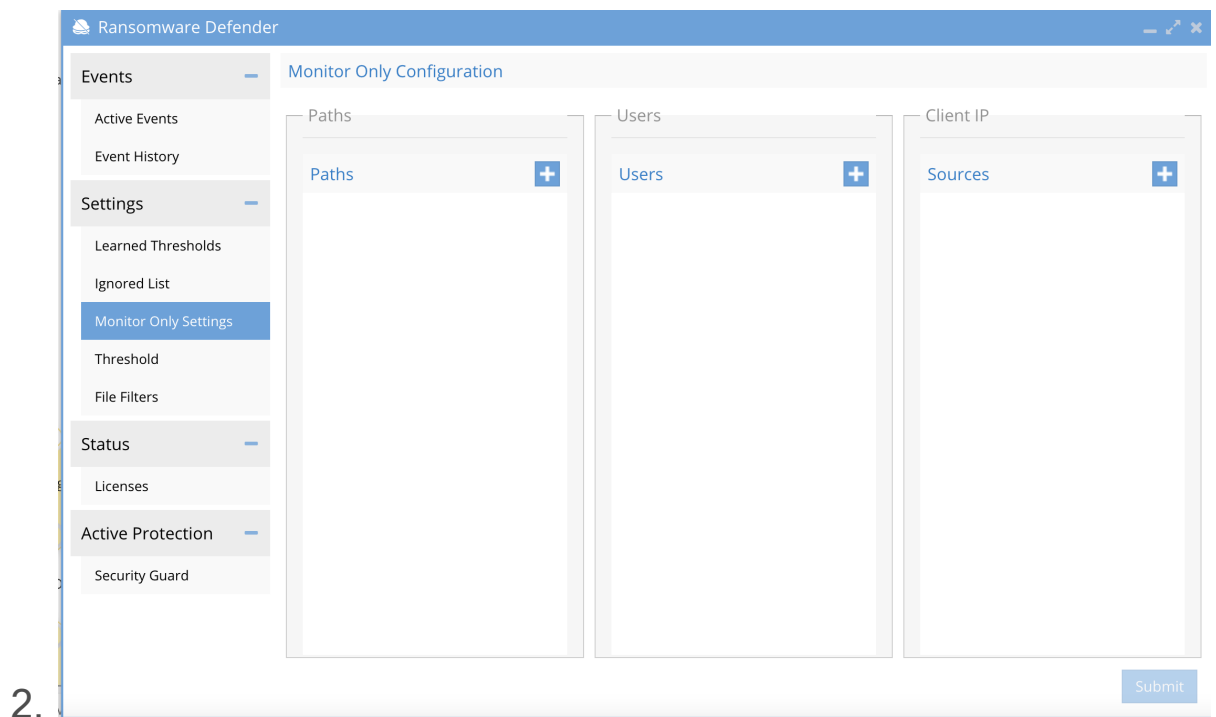 Ransomware Defender
Events
Active Events
Event History
Settings
Learned Thresholds
Ignored List
Monitor Only Settings
Threshold
File Filters
Status
Licenses
Active Protection
Security Guard
Monitor Only Configuration
Paths
Paths
Users
Users
Client IP
Sources
Submit
2.